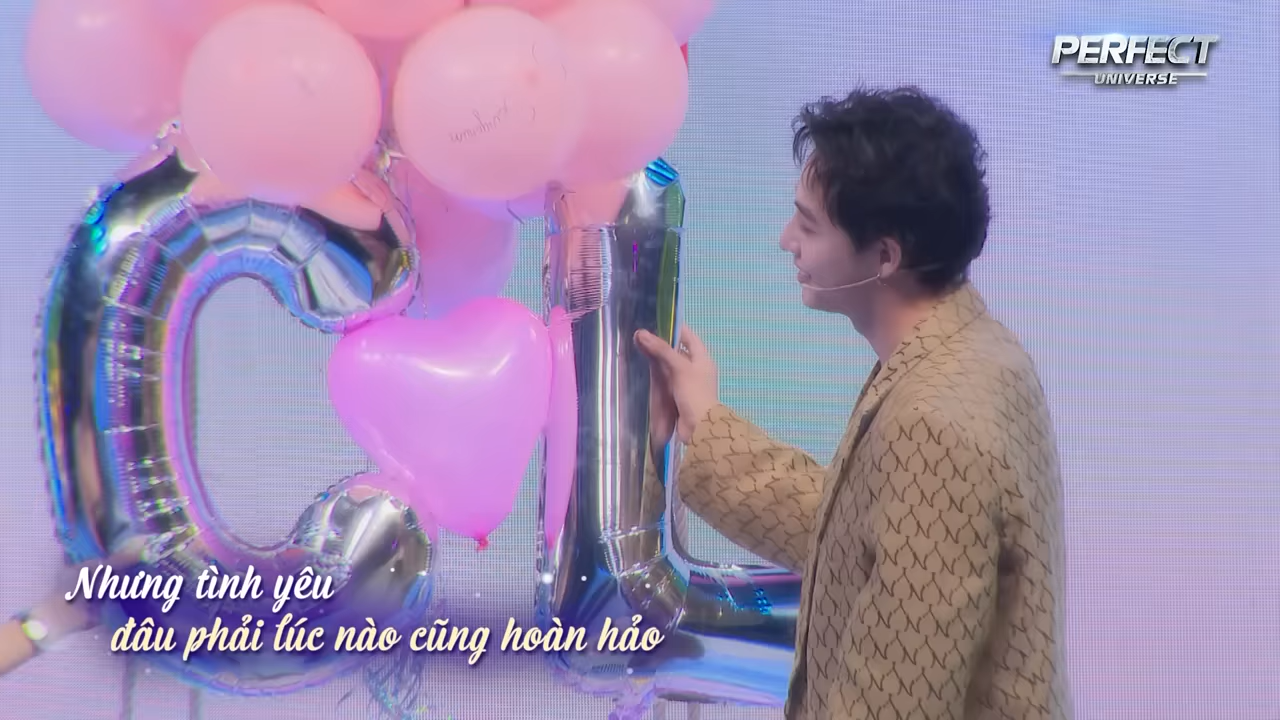 PERFECT
UNIVERSE
C L
Nhưng tình yêu
đâu phải lúc nào cũng hoàn hảo